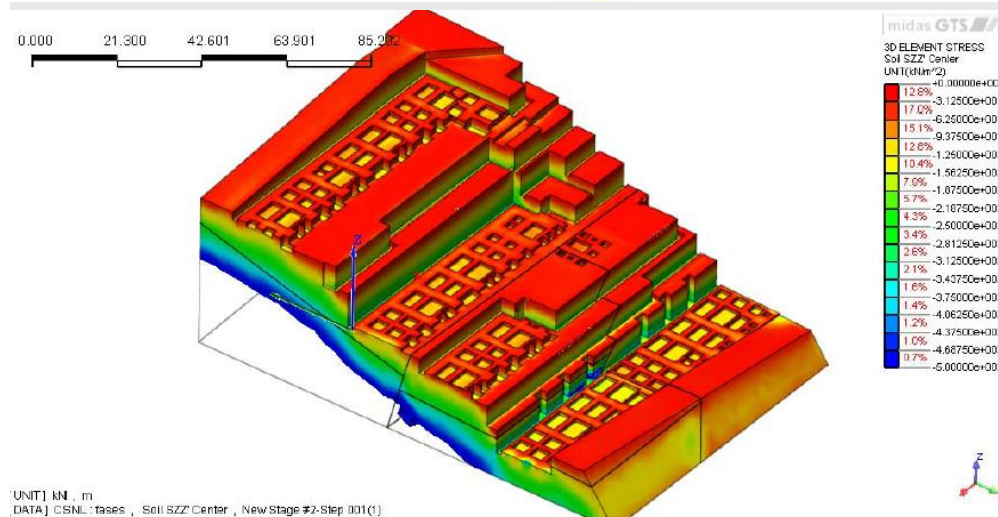 0.000 21.300 42.601 63.901 85.202
midas GTS
3D ELEMENT STRESS
Soil SZZ' Center
UNIT(kN/m^2)
+0.00000e+00
12.8%
-3.12500e+00
17.0%
-6.25000e+00
15.1%
-9.37500e+00
12.8%
-1.25000e+00
10.4%
-1.56250e+00
7.9%
-1.87500e+00
5.7%
-2.18750e+00
4.3%
-2.50000e+00
3.4%
-2.81250e+00
2.6%
-3.12500e+00
2.1%
-3.43750e+00
1.6%
-3.75000e+00
1.4%
-4.06250e+00
1.2%
-4.37500e+00
1.0%
-4.68750e+00
0.7%
-5.00000e+00
Z
Z
[UNIT] kN , m
[DATA] CSNL : fases , Soil SZZ' Center , New Stage #2-Step 001(1)